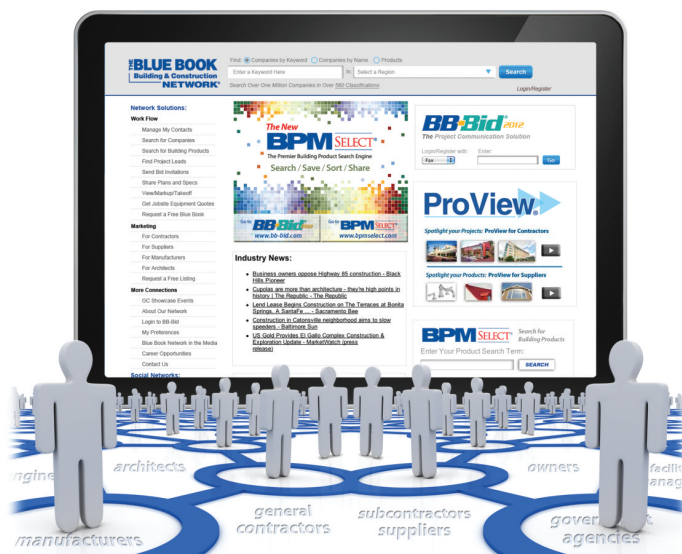 THE BLUE BOOK
Building & Construction
NETWORK®
Find: Companies by Keyword Companies by Name Products
Enter a Keyword Here
In: Select a Region
Search
Search Over One Million Companies in Over 560 Classifications
Login/Register
Network Solutions:
Work Flow
Manage My Contacts
Search for Companies
Search for Building Products
Find Project Leads
Send Bid Invitations
Share Plans and Specs
View/Markup/Takeoff
Get Jobsite Equipment Quotes
Request a Free Blue Book
Marketing
For Contractors
For Suppliers
For Manufacturers
For Architects
Request a Free Listing
More Connections
GC Showcase Events
About Our Network
Login to BB-Bid
My Preferences
Blue Book Network in the Media
Career Opportunities
Contact Us
Social Networks:
The New
BPM SELECT®
The Premier Building Product Search Engine
Search / Save / Sort / Share
Go to: BB-Bid
www.bb-bid.com
Go to: BPM SELECT
www.bpmselect.com
Industry News:
Business owners oppose Highway 85 construction - Black
Hills Pioneer
Cupolas are more than architecture - they're high points in
history | The Republic - The Republic
Lend Lease Begins Construction on The Terraces at Bonita
Springs, A SantaFe ... - Sacramento Bee
Construction in Catonsville neighborhood aims to slow
speeders - Baltimore Sun
US Gold Provides El Gallo Complex Construction &
Exploration Update - MarketWatch (press
release)
BB-Bid 2012
The Project Communication Solution
Login/Register with: Enter:
Fax
Go
ProView®
Spotlight your Projects: ProView for Contractors
Spotlight your Products: ProView for Suppliers
BPM SELECT®
Search for
Building Products
Enter Your Product Search Term:
SEARCH
architects
owners
general
contractors
subcontractors
suppliers
manufacturers
agencies